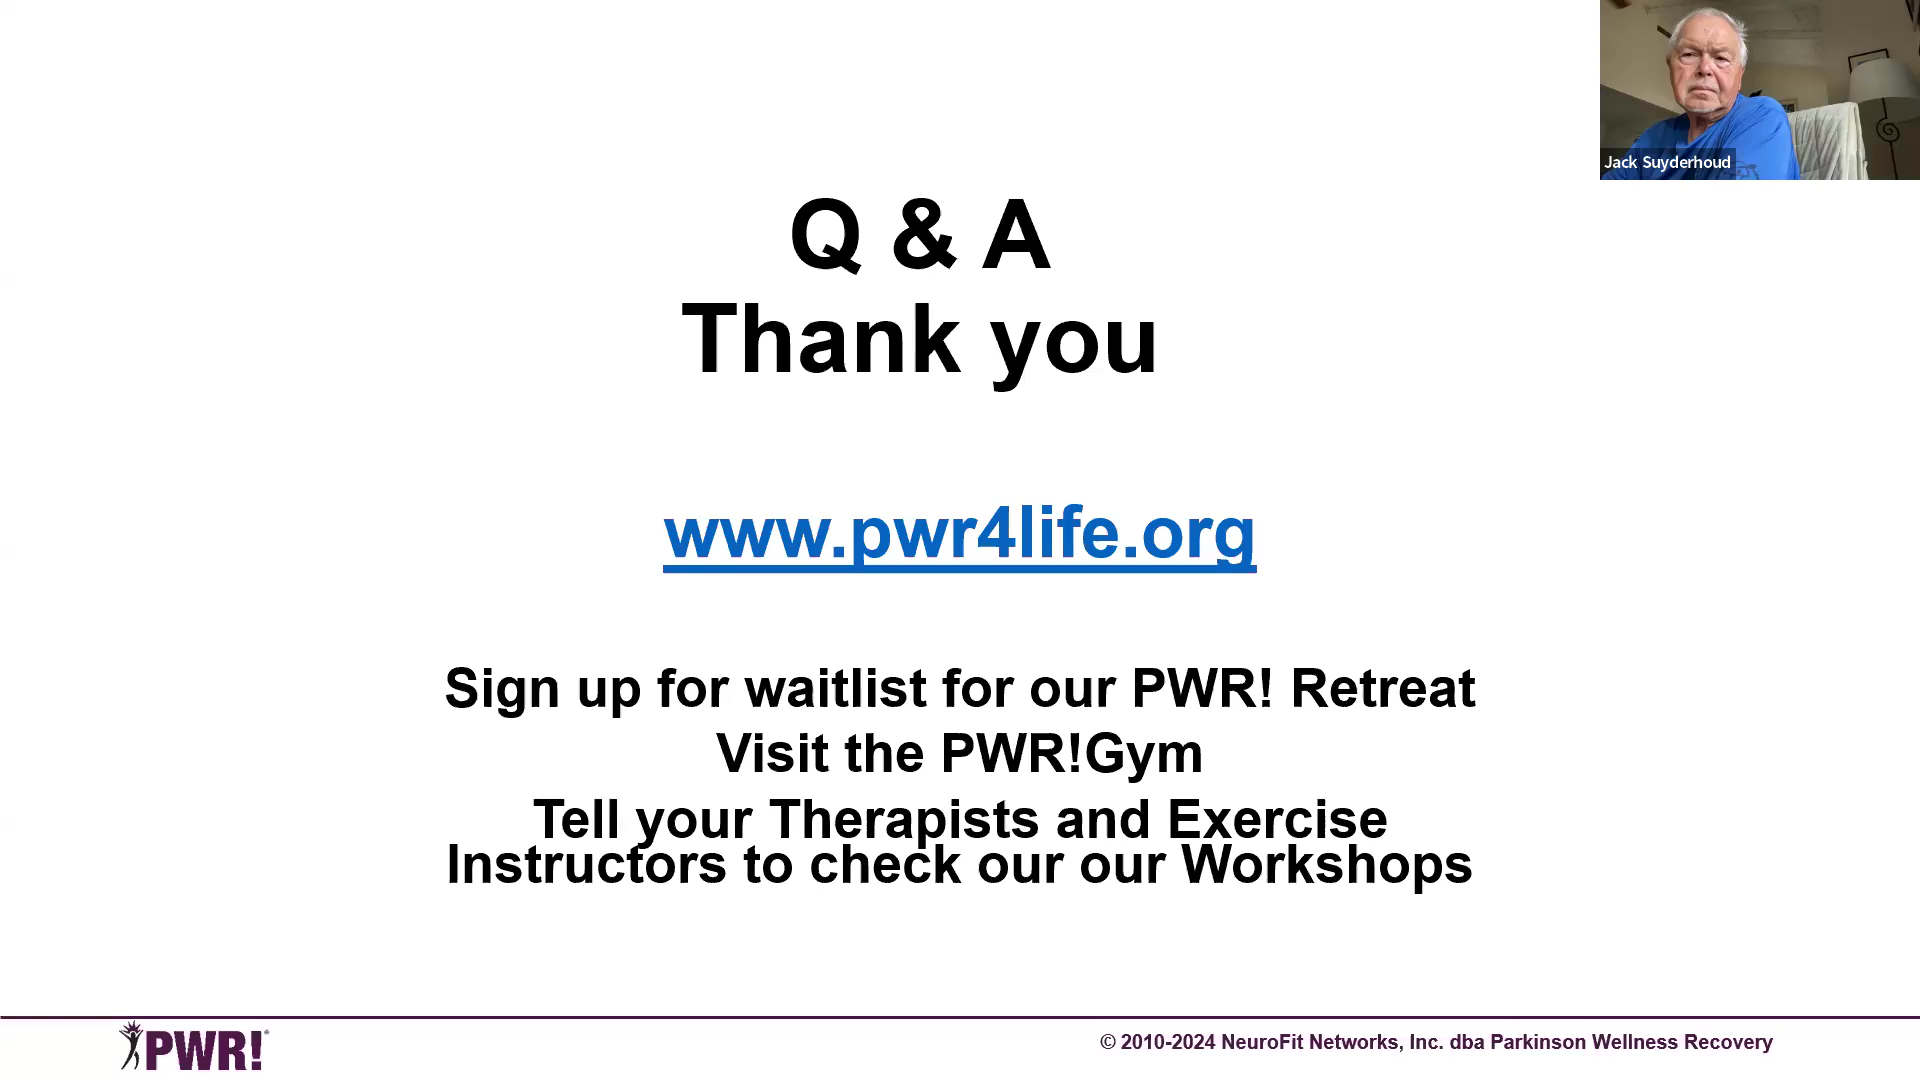 Jack Suyderhoud
Q & A
Thank you
www.pwr4life.org
Sign up for waitlist for our PWR! Retreat
Visit the PWR!Gym
Tell your Therapists and Exercise
Instructors to check our our Workshops
PWR!®
© 2010-2024 NeuroFit Networks, Inc. dba Parkinson Wellness Recovery